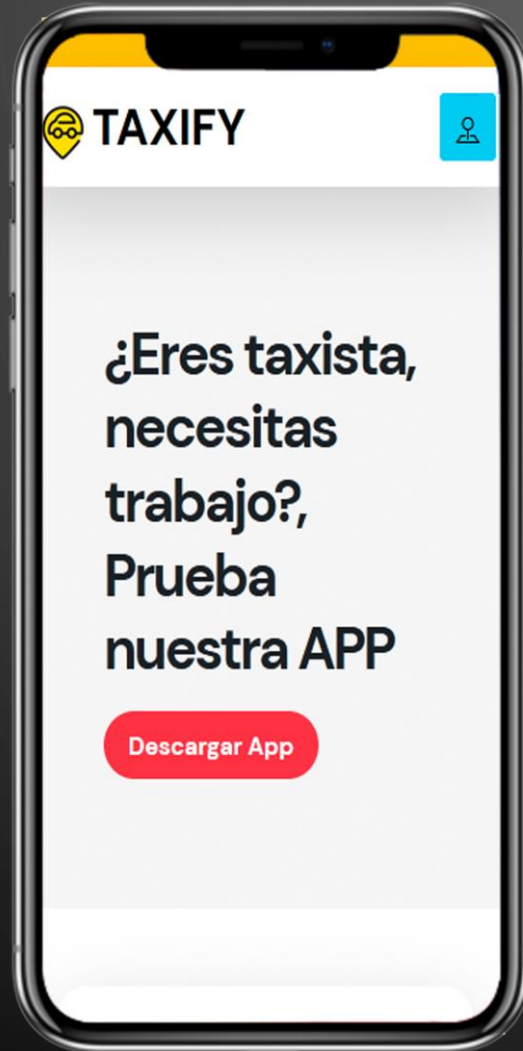 TAXIFY
¿Eres taxista,
necesitas
trabajo?,
Prueba
nuestra APP
Descargar App